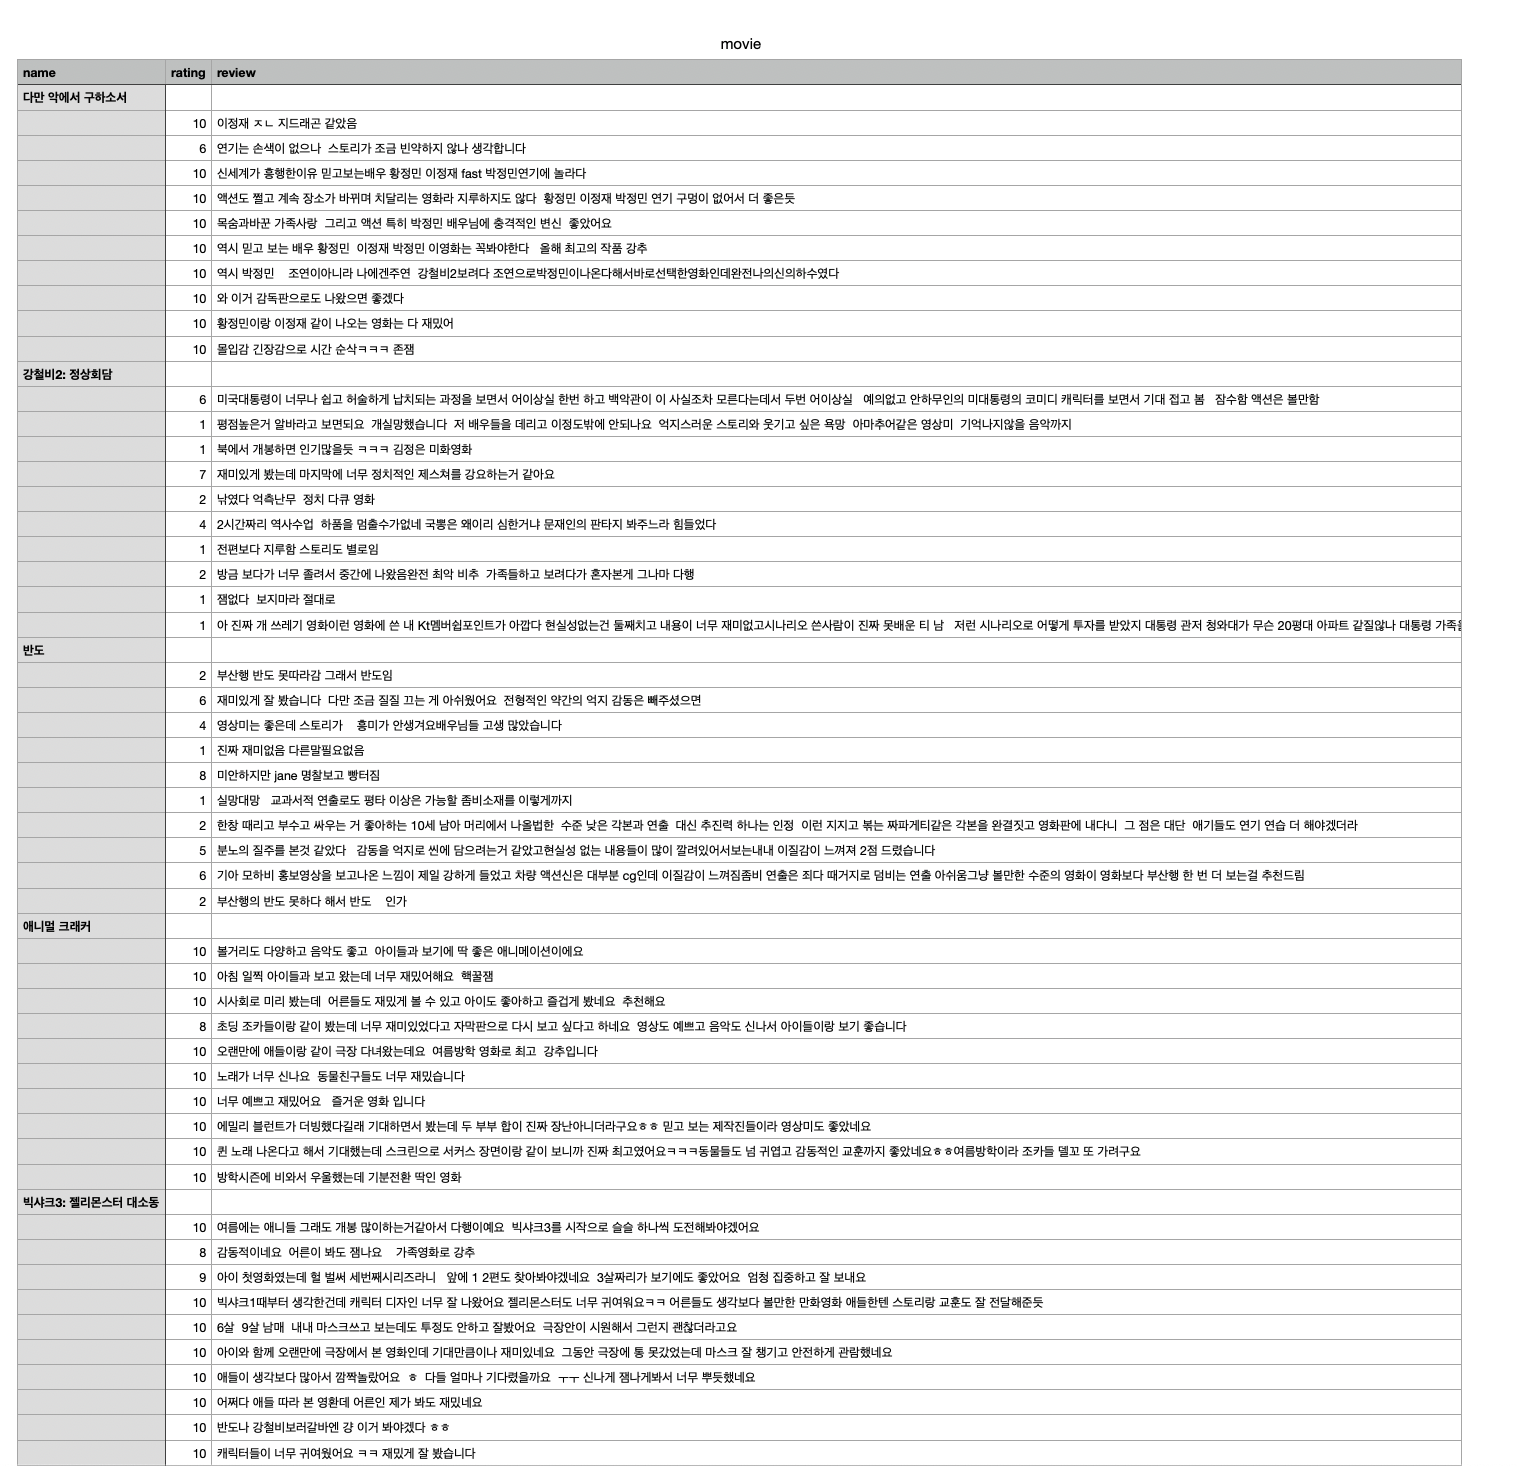 movie
name rating review
다만 악에서 구하소서
10 이정재 ㅈㄴ 지드래곤 같았음
6 연기는 손색이 없으나 스토리가 조금 빈약하지 않나 생각합니다
10 신세계가 흥행한이유 믿고보는배우 황정민 이정재 fast 박정민연기에 놀라다
10 액션도 쩔고 계속 장소가 바뀌며 치달리는 영화라 지루하지도 않다 황정민 이정재 박정민 연기 구멍이 없어서 더 좋은듯
10 목숨과바꾼 가족사랑 그리고 액션 특히 박정민 배우님에 충격적인 변신 좋았어요
10 역시 믿고 보는 배우 황정민 이정재 박정민 이영화는 꼭봐야한다 올해 최고의 작품 강추
10 역시 박정민 조연이아니라 나에겐주연 강철비2보려다 조연으로박정민이나온다해서바로선택한영화인데완전나의신의하수였다
10 와 이거 감독판으로도 나왔으면 좋겠다
10 황정민이랑 이정재 같이 나오는 영화는 다 재밌어
10 몰입감 긴장감으로 시간 순삭ㅋㅋㅋ 존잼
강철비2: 정상회담
6 미국대통령이 너무나 쉽고 허술하게 납치되는 과정을 보면서 어이상실 한번 하고 백악관이 이 사실조차 모른다는데서 두번 어이상실 예의없고 안하무인의 미대통령의 코미디 캐릭터를 보면서 기대 접고 봄 잠수함 액션은 볼만함
1 평점높은거 알바라고 보면되요 개실망했습니다 저 배우들을 데리고 이정도밖에 안되나요 억지스러운 스토리와 웃기고 싶은 욕망 아마추어같은 영상미 기억나지않을 음악까지
1 북에서 개봉하면 인기많을듯 ㅋㅋㅋ 김정은 미화영화
7 재미있게 봤는데 마지막에 너무 정치적인 제스쳐를 강요하는거 같아요
2 낚였다 억측난무 정치 다큐 영화
4 2시간짜리 역사수업 하품을 멈출수가없네 국뽕은 왜이리 심한거냐 문재인의 판타지 봐주느라 힘들었다
1 전편보다 지루함 스토리도 별로임
2 방금 보다가 너무 졸려서 중간에 나왔음완전 최악 비추 가족들하고 보려다가 혼자본게 그나마 다행
1 잼없다 보지마라 절대로
1 아 진짜 개 쓰레기 영화이런 영화에 쓴 내 Kt멤버쉽포인트가 아깝다 현실성없는건 둘째치고 내용이 너무 재미없고시나리오 쓴사람이 진짜 못배운 티 남 저런 시나리오로 어떻게 투자를 받았지 대통령 관저 청와대가 무슨 20평대 아파트 같질않나 대통령 가족을
반도
2 부산행 반도 못따라감 그래서 반도임
6 재미있게 잘 봤습니다 다만 조금 질질 끄는 게 아쉬웠어요 전형적인 약간의 억지 감동은 빼주셨으면
4 영상미는 좋은데 스토리가 흥미가 안생겨요배우님들 고생 많았습니다
1 진짜 재미없음 다른말필요없음
8 미안하지만 jane 명찰보고 빵터짐
1 실망대망 교과서적 연출로도 평타 이상은 가능할 좀비소재를 이렇게까지
2 한창 때리고 부수고 싸우는 거 좋아하는 10세 남아 머리에서 나올법한 수준 낮은 각본과 연출 대신 추진력 하나는 인정 이런 지지고 볶는 짜파게티같은 각본을 완결짓고 영화판에 내다니 그 점은 대단 애기들도 연기 연습 더 해야겠더라
5 분노의 질주를 본것 같았다 감동을 억지로 씬에 담으려는거 같았고현실성 없는 내용들이 많이 깔려있어서보는내내 이질감이 느껴져 2점 드렸습니다
6 기아 모하비 홍보영상을 보고나온 느낌이 제일 강하게 들었고 차량 액션신은 대부분 cg인데 이질감이 느껴짐좀비 연출은 죄다 때거지로 덤비는 연출 아쉬움그냥 볼만한 수준의 영화이 영화보다 부산행 한 번 더 보는걸 추천드림
2 부산행의 반도 못하다 해서 반도 인가
애니멀 크래커
10 볼거리도 다양하고 음악도 좋고 아이들과 보기에 딱 좋은 애니메이션이에요
10 아침 일찍 아이들과 보고 왔는데 너무 재밌어해요 핵꿀잼
10 시사회로 미리 봤는데 어른들도 재밌게 볼 수 있고 아이도 좋아하고 즐겁게 봤네요 추천해요
8 초딩 조카들이랑 같이 봤는데 너무 재미있었다고 자막판으로 다시 보고 싶다고 하네요 영상도 예쁘고 음악도 신나서 아이들이랑 보기 좋습니다
10 오랜만에 애들이랑 같이 극장 다녀왔는데요 여름방학 영화로 최고 강추입니다
10 노래가 너무 신나요 동물친구들도 너무 재밌습니다
10 너무 예쁘고 재밌어요 즐거운 영화 입니다
10 에밀리 블런트가 더빙했다길래 기대하면서 봤는데 두 부부 합이 진짜 장난아니더라구요ㅎㅎ 믿고 보는 제작진들이라 영상미도 좋았네요
10 퀸 노래 나온다고 해서 기대했는데 스크린으로 서커스 장면이랑 같이 보니까 진짜 최고였어요ㅋㅋㅋ동물들도 넘 귀엽고 감동적인 교훈까지 좋았네요ㅎㅎ여름방학이라 조카들 델꼬 또 가려구요
10 방학시즌에 비와서 우울했는데 기분전환 딱인 영화
빅샤크3: 젤리몬스터 대소동
10 여름에는 애니들 그래도 개봉 많이하는거같아서 다행이예요 빅샤크3를 시작으로 슬슬 하나씩 도전해봐야겠어요
8 감동적이네요 어른이 봐도 잼나요 가족영화로 강추
9 아이 첫영화였는데 헐 벌써 세번째시리즈라니 앞에 1 2편도 찾아봐야겠네요 3살짜리가 보기에도 좋았어요 엄청 집중하고 잘 보내요
10 빅샤크1때부터 생각한건데 캐릭터 디자인 너무 잘 나왔어요 젤리몬스터도 너무 귀여워요ㅋㅋ 어른들도 생각보다 볼만한 만화영화 애들한텐 스토리랑 교훈도 잘 전달해준듯
10 6살 9살 남매 내내 마스크쓰고 보는데도 투정도 안하고 잘봤어요 극장안이 시원해서 그런지 괜찮더라고요
10 아이와 함께 오랜만에 극장에서 본 영화인데 기대만큼이나 재미있네요 그동안 극장에 통 못갔었는데 마스크 잘 챙기고 안전하게 관람했네요
10 애들이 생각보다 많아서 깜짝놀랐어요 ㅎ 다들 얼마나 기다렸을까요 ㅜㅜ 신나게 잼나게봐서 너무 뿌듯했네요
10 어쩌다 애들 따라 본 영환데 어른인 제가 봐도 재밌네요
10 반도나 강철비보러갈바엔 걍 이거 봐야겠다 ㅎㅎ
10 캐릭터들이 너무 귀여웠어요 ㅋㅋ 재밌게 잘 봤습니다